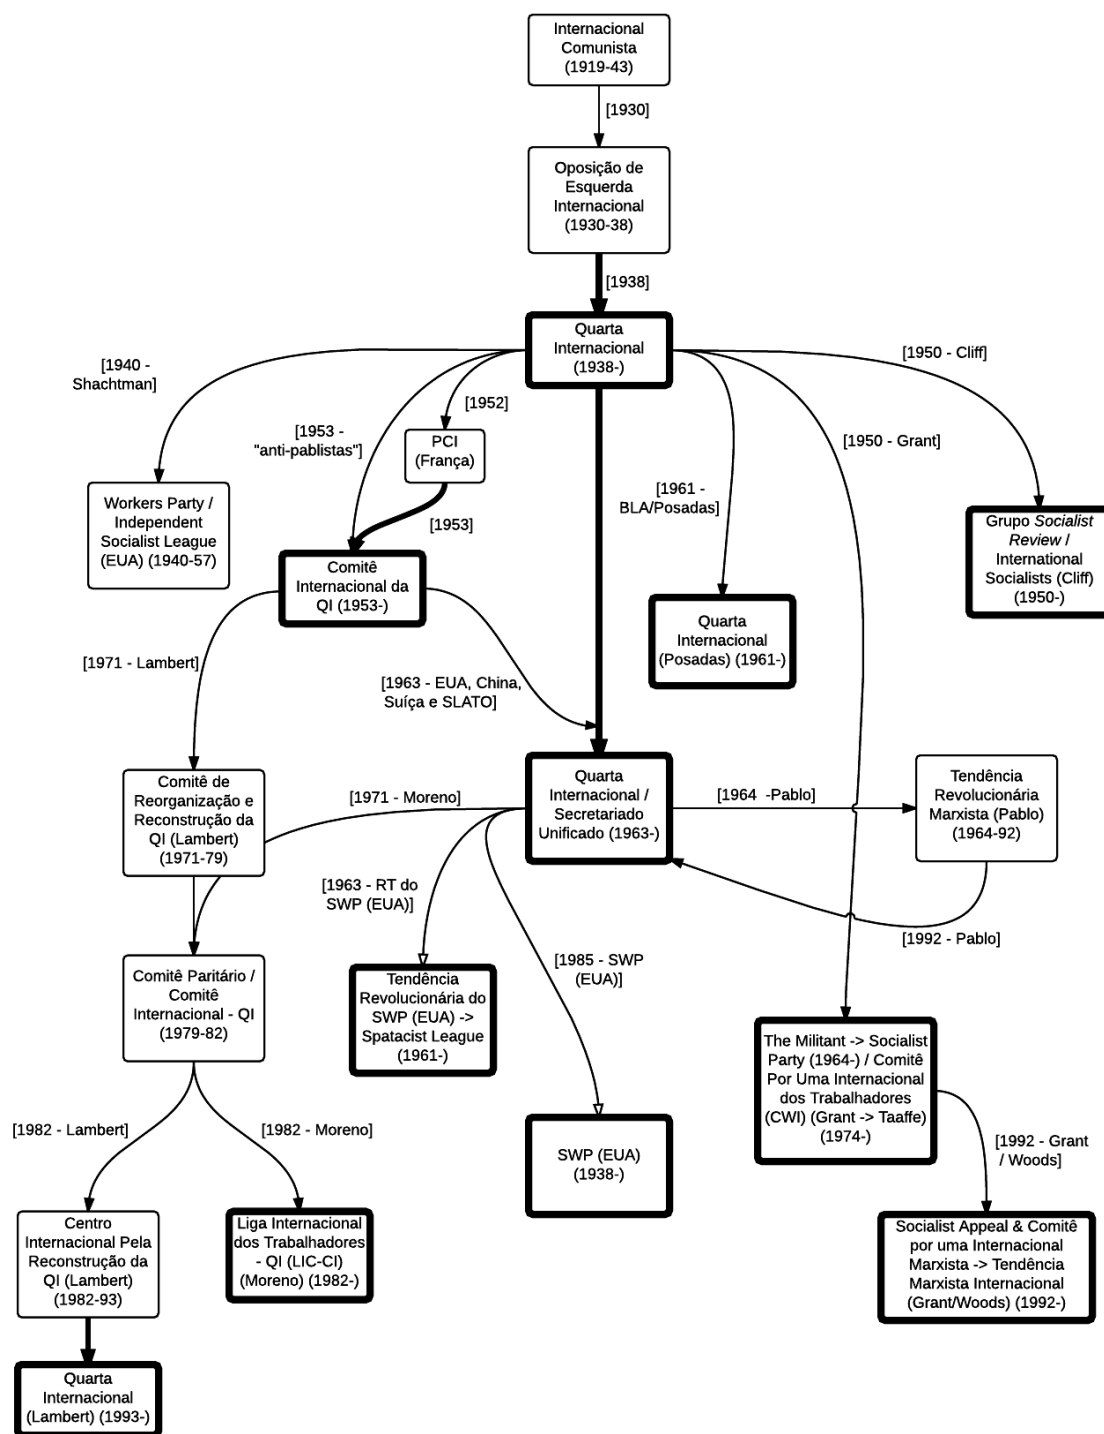 Internacional
Comunista
(1919-43)
[1930]
Oposição de
Esquerda
Internacional
(1930-38)
[1938]
Quarta
Internacional
(1938-)
[1940 -
Shachtman]
[1953 -
"anti-pablistas"]
[1952]
PCI
(França)
[1953]
[1961 -
BLA/Posadas]
[1950 - Grant]
[1950 - Cliff]
Workers Party /
Independent
Socialist League
(EUA) (1940-57)
Grupo Socialist
Review /
International
Socialists (Cliff)
(1950-)
Comitê
Internacional da
QI (1953-)
Quarta
Internacional
(Posadas) (1961-)
[1971 - Lambert]
[1963 - EUA, China,
Suíça e SLATO]
Comitê de
Reorganização e
Reconstrução da
QI (Lambert)
(1971-79)
[1971 - Moreno]
Quarta
Internacional /
Secretariado
Unificado (1963-)
[1964 -Pablo]
Tendência
Revolucionária
Marxista (Pablo)
(1964-92)
[1963 - RT do
SWP (EUA)]
[1992 - Pablo]
[1985 - SWP
(EUA)]
Comitê Paritário /
Comitê
Internacional - QI
(1979-82)
Tendência
Revolucionária do
SWP (EUA) ->
Spatacist League
(1961-)
The Militant -> Socialist
Party (1964-) / Comitê
Por Uma Internacional
dos Trabalhadores
(CWI) (Grant -> Taaffe)
(1974-)
[1982 - Lambert]
[1982 - Moreno]
SWP (EUA)
(1938-)
[1992 - Grant
/ Woods]
Centro
Internacional Pela
Reconstrução da
QI (Lambert)
(1982-93)
Liga Internacional
dos Trabalhadores
- QI (LIC-CI)
(Moreno) (1982-)
Socialist Appeal & Comitê
por uma Internacional
Marxista -> Tendência
Marxista Internacional
(Grant/Woods) (1992-)
Quarta
Internacional
(Lambert) (1993-)